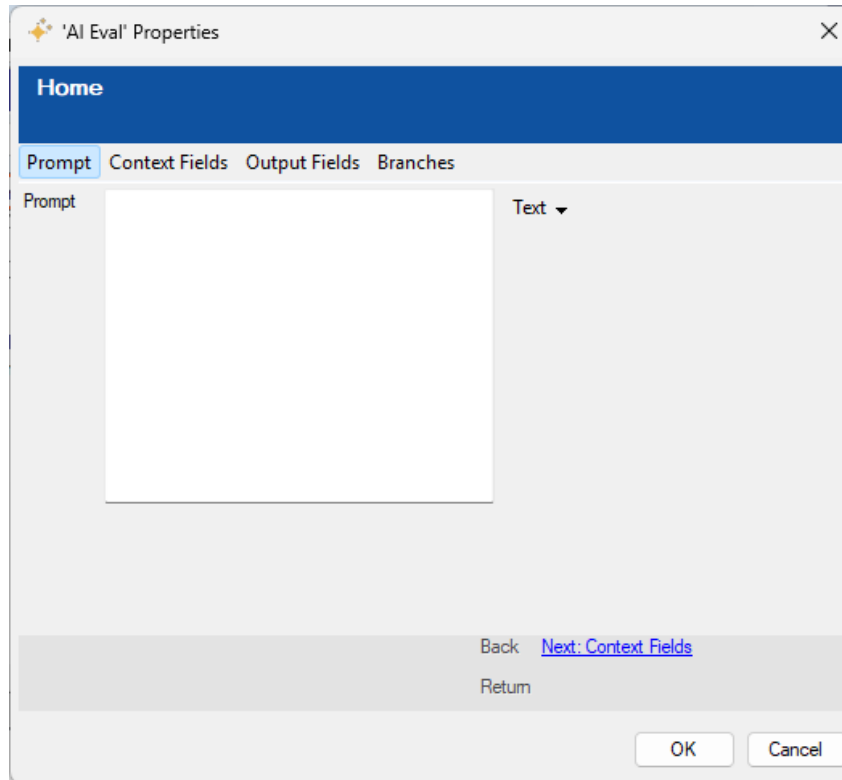 'AI Eval' Properties
Home
Prompt Context Fields Output Fields Branches
Prompt
Text
Back Next: Context Fields
Return
OK Cancel